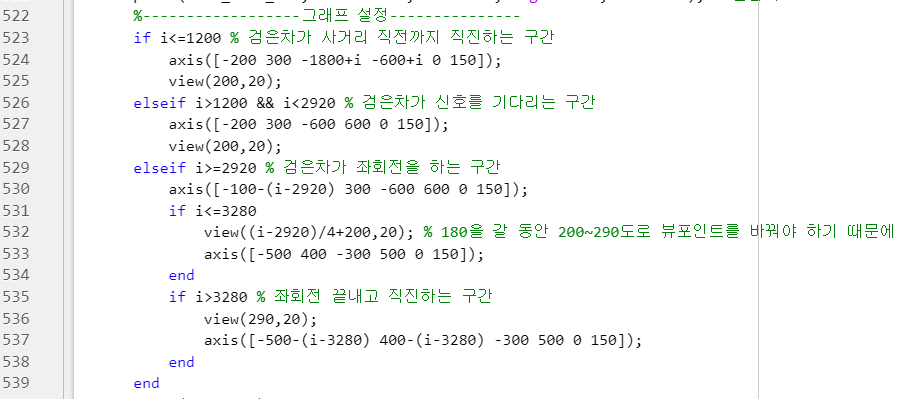 522 %------------------그래프 설정---------------
523 if i<=1200 % 검은차가 사거리 직전까지 직진하는 구간
524 axis([-200 300 -1800+i -600+i 0 150]);
525 view(200,20);
526 elseif i>1200 && i<2920 % 검은차가 신호를 기다리는 구간
527 axis([-200 300 -600 600 0 150]);
528 view(200,20);
529 elseif i>=2920 % 검은차가 좌회전을 하는 구간
530 axis([-100-(i-2920) 300 -600 600 0 150]);
531 if i<=3280
532 view((i-2920)/4+200,20); % 180을 갈 동안 200~290도로 뷰포인트를 바꿔야 하기 때문에
533 axis([-500 400 -300 500 0 150]);
534 end
535 if i>3280 % 좌회전 끝내고 직진하는 구간
536 view(290,20);
537 axis([-500-(i-3280) 400-(i-3280) -300 500 0 150]);
538 end
539 end